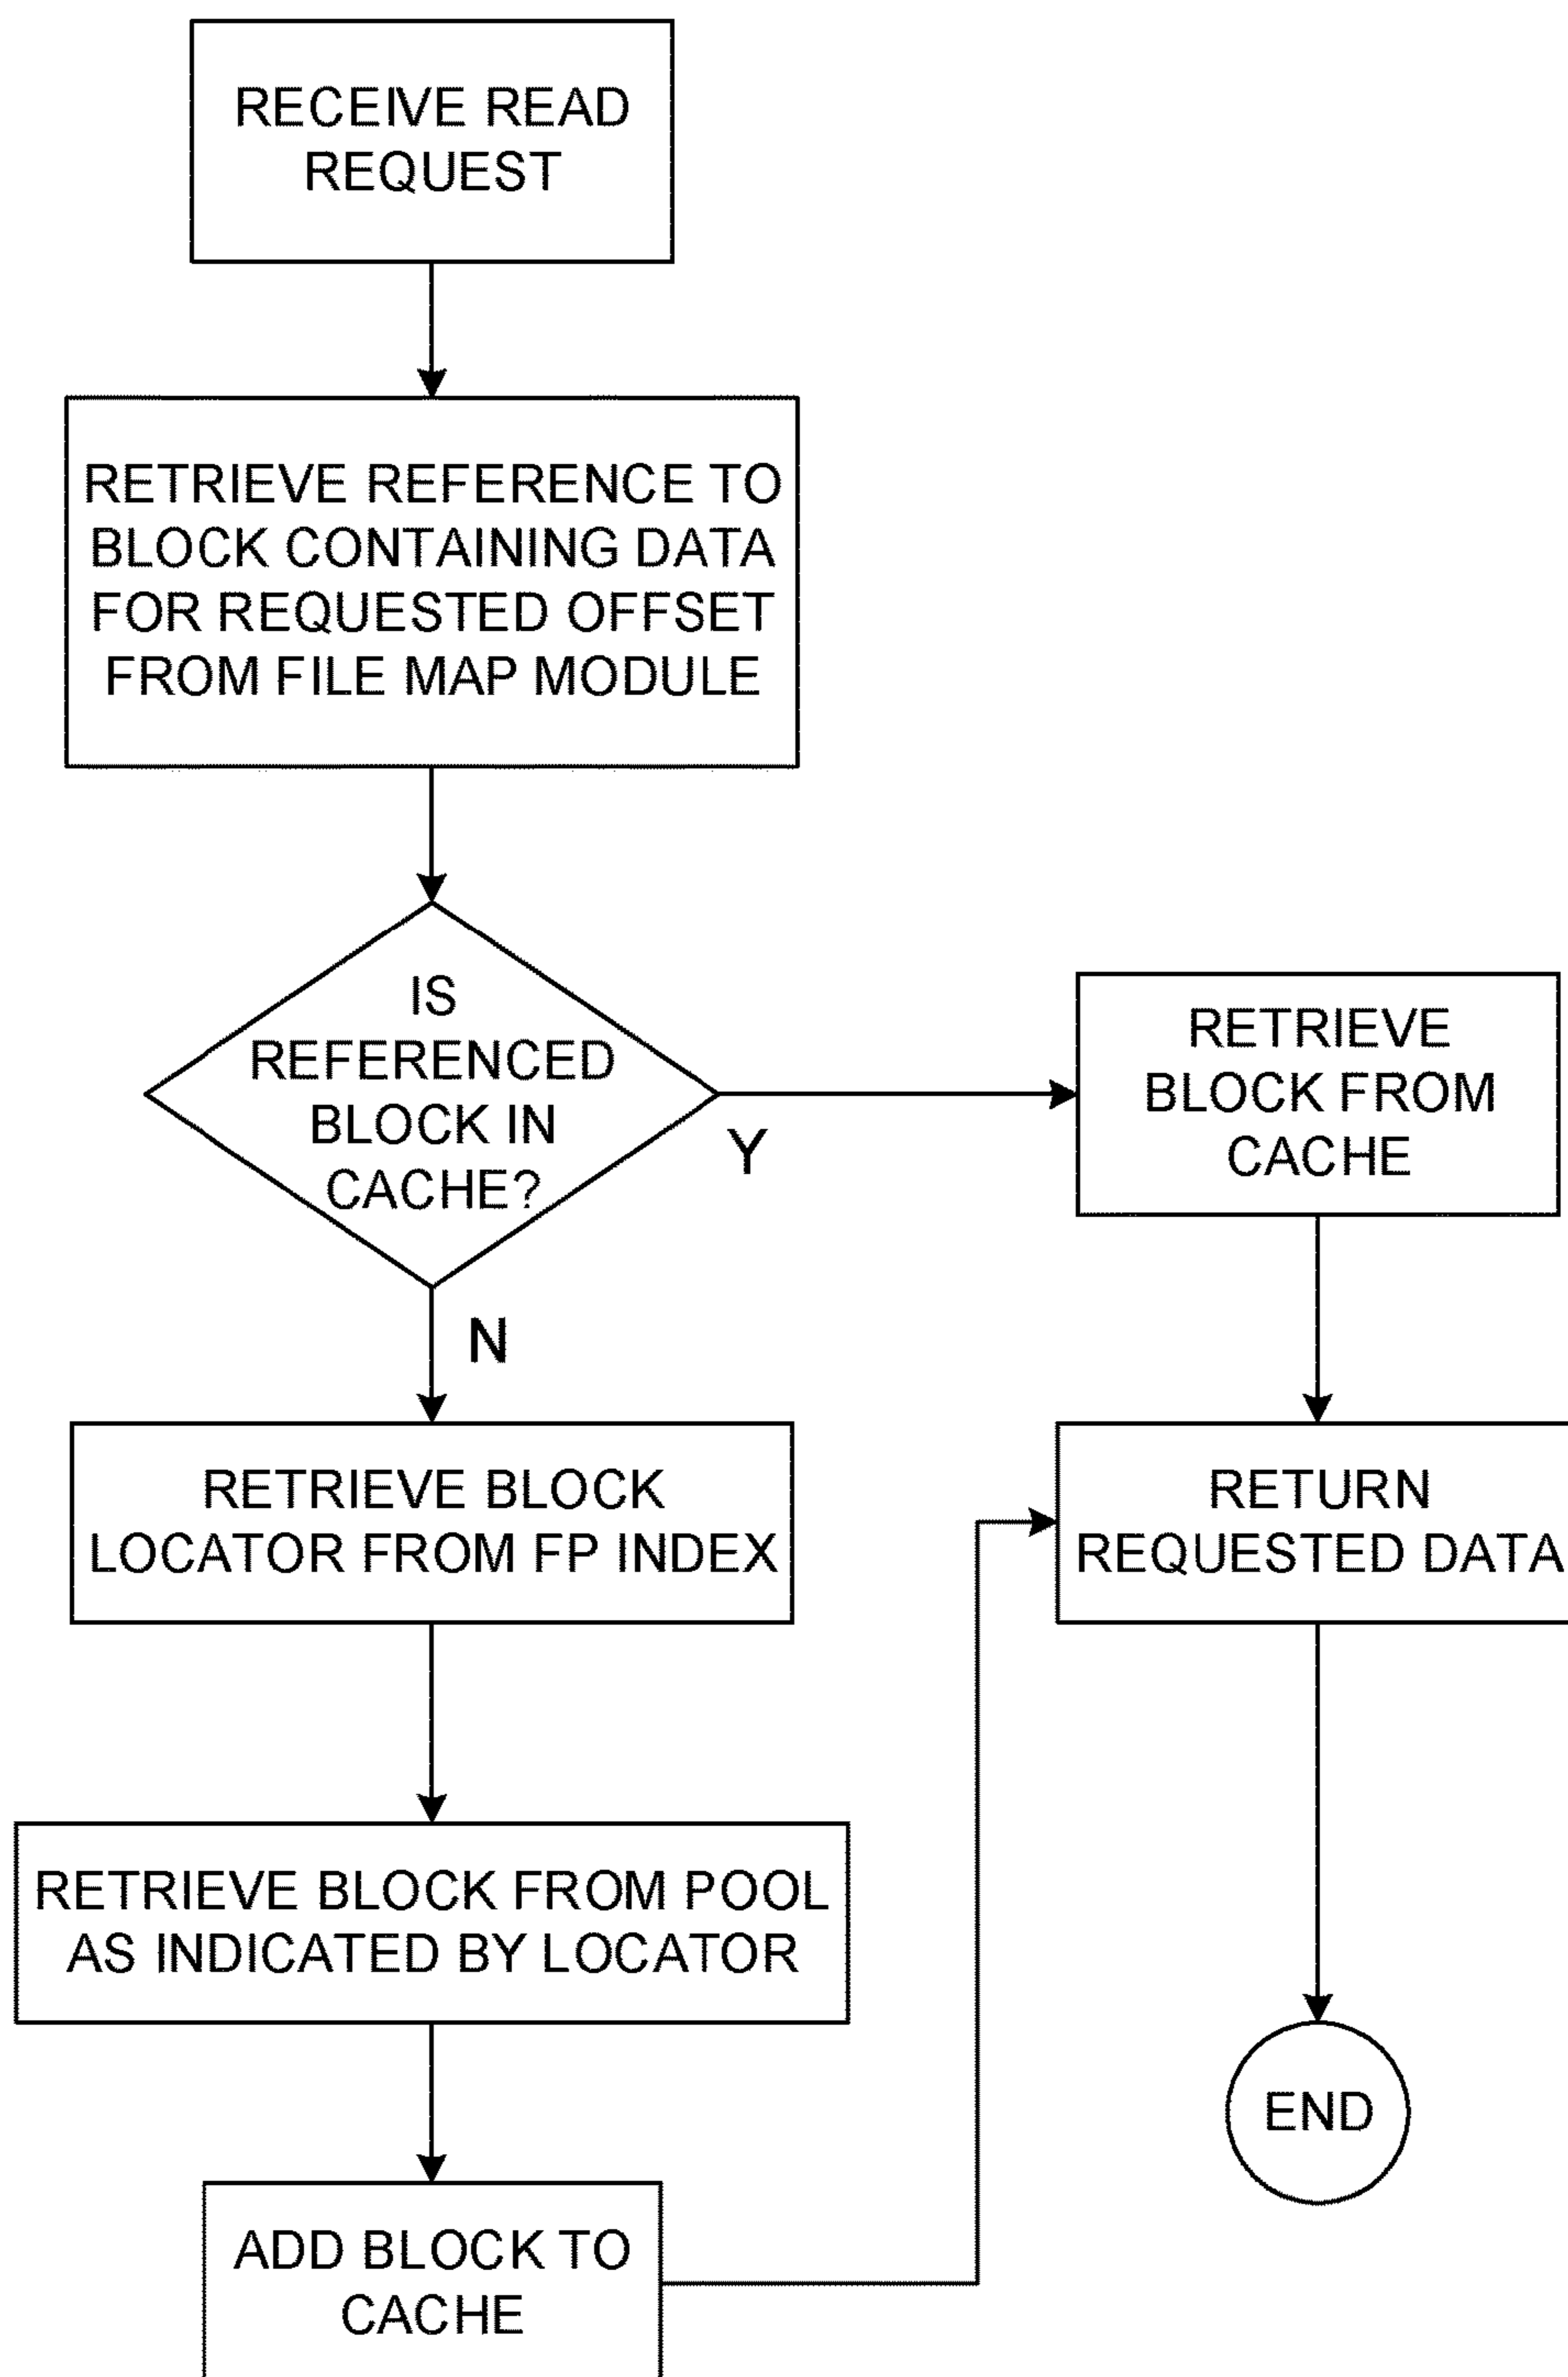 RECEIVE READ
REQUEST
RETRIEVE REFERENCE TO
BLOCK CONTAINING DATA
FOR REQUESTED OFFSET
FROM FILE MAP MODULE
IS
REFERENCED
BLOCK IN
CACHE?
Y
RETRIEVE
BLOCK FROM
CACHE
N
RETRIEVE BLOCK
LOCATOR FROM FP INDEX
RETURN
REQUESTED DATA
RETRIEVE BLOCK FROM POOL
AS INDICATED BY LOCATOR
END
ADD BLOCK TO
CACHE